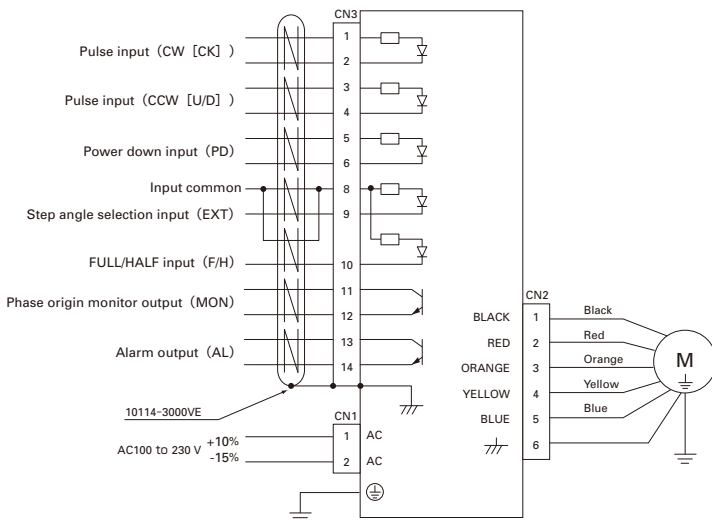 CN3
Pulse input (CW [CK] )
1
2
Pulse input (CCW [U/D] )
3
4
Power down input (PD)
5
6
Input common
8
Step angle selection input (EXT)
9
FULL/HALF input (F/H)
10
Phase origin monitor output (MON)
11
12
Alarm output (AL)
13
14
10114-3000VE
CN1
AC100 to 230 V +10% -15%
1 AC
2 AC
CN2
BLACK 1 Black
RED 2 Red
ORANGE 3 Orange
YELLOW 4 Yellow
BLUE 5 Blue
6
M